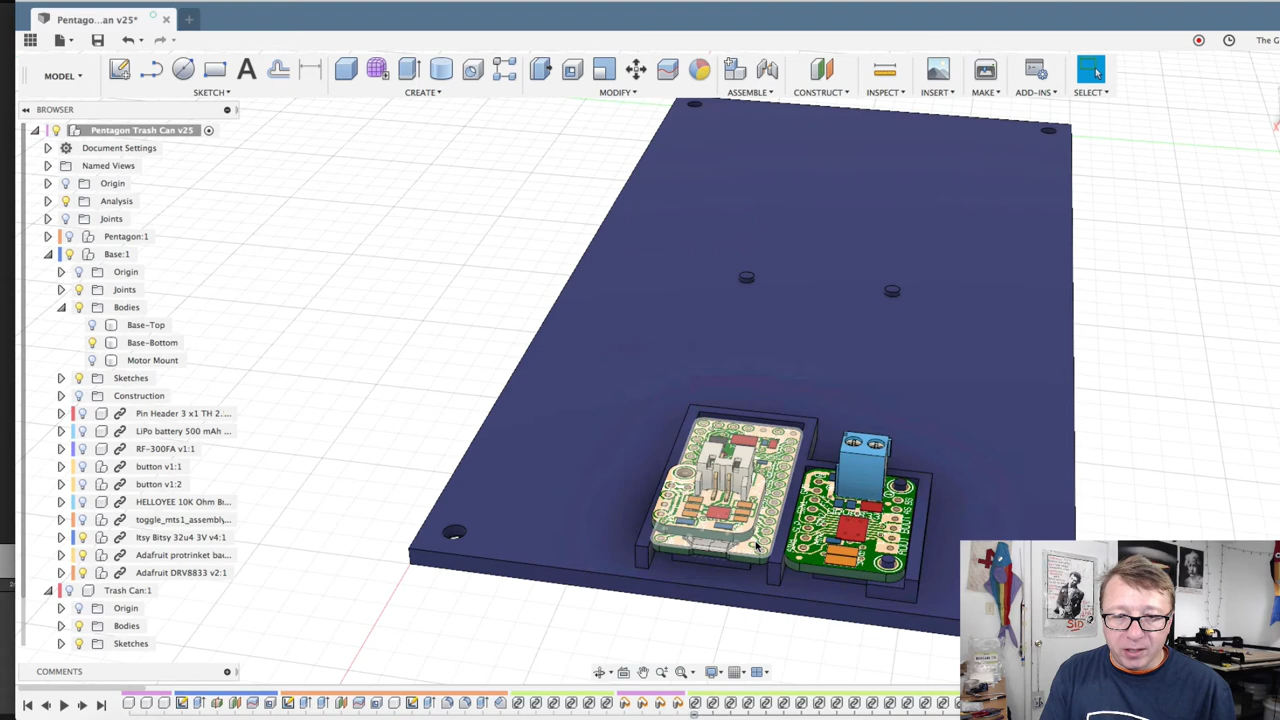 Pentago...an v25*
The G
MODEL
SKETCH
CREATE
MODIFY
ASSEMBLE
CONSTRUCT
INSPECT
INSERT
MAKE
ADD-INS
SELECT
BROWSER
Pentagon Trash Can v25
Document Settings
Named Views
Origin
Analysis
Joints
Pentagon:1
Base:1
Origin
Joints
Bodies
Base-Top
Base-Bottom
Motor Mount
Sketches
Construction
Pin Header 3 x1 TH 2....
LiPo battery 500 mAh ...
RF-300FA v1:1
button v1:1
button v1:2
HELLOYEE 10K Ohm B...
toggle_mts1_assembly...
Itsy Bitsy 32u4 3V v4:1
Adafruit protrinket bac...
Adafruit DRV8833 v2:1
Trash Can:1
Origin
Bodies
Sketches
COMMENTS
SID